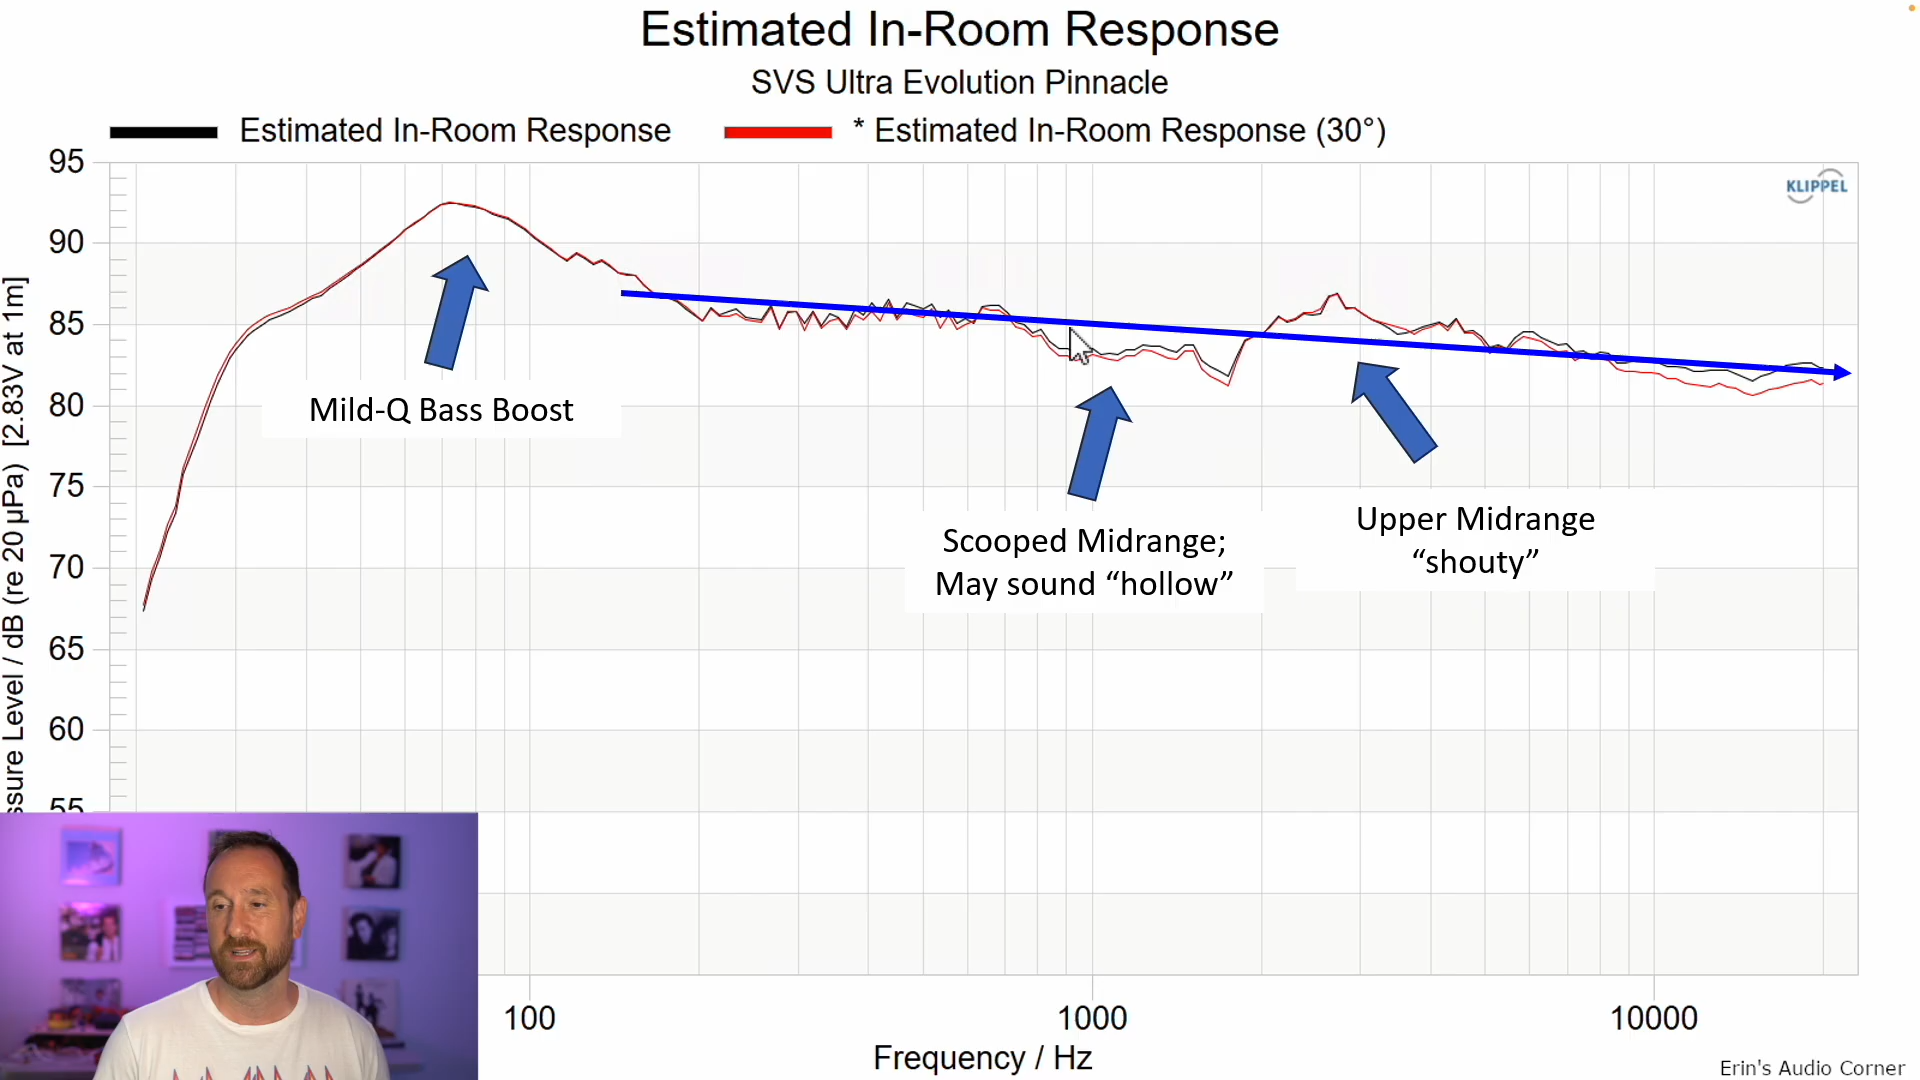 Estimated In-Room Response
SVS Ultra Evolution Pinnacle
Estimated In-Room Response
* Estimated In-Room Response (30°)
KLIPPEL
95
90
85
80
75
70
65
60
55
ssure Level / dB (re 20 µPa) [2.83V at 1m]
Mild-Q Bass Boost
Scooped Midrange;
May sound “hollow”
Upper Midrange
“shouty”
100
1000
10000
Frequency / Hz
Erin's Audio Corner